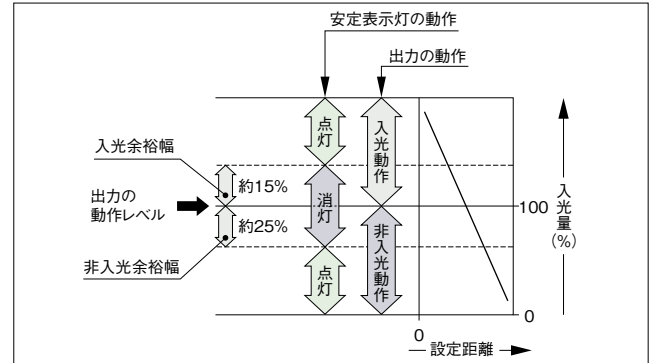 安定表示灯の動作
出力の動作
入光余裕幅
約15%
出力の
動作レベル
約25%
非入光余裕幅
点灯
消灯
点灯
入光動作
非入光動作
100
0
入光量
(%)
0
設定距離